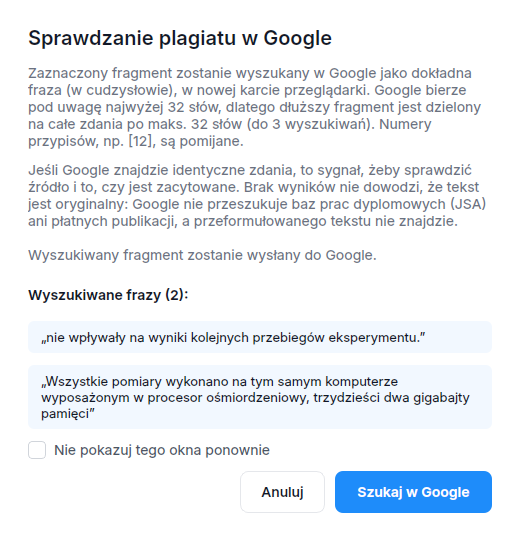 Sprawdzanie plagiatu w Google
Zaznaczony fragment zostanie wyszukany w Google jako dokładna
fraza (w cudzysłowie), w nowej karcie przeglądarki. Google bierze
pod uwagę najwyżej 32 słów, dlatego dłuższy fragment jest dzielony
na całe zdania po maks. 32 słów (do 3 wyszukiwań). Numery
przypisów, np. [12], są pomijane.
Jeśli Google znajdzie identyczne zdania, to sygnał, żeby sprawdzić
źródło i to, czy jest zacytowane. Brak wyników nie dowodzi, że tekst
jest oryginalny: Google nie przeszukuje baz prac dyplomowych (JSA)
ani płatnych publikacji, a przeformułowanego tekstu nie znajdzie.
Wyszukiwany fragment zostanie wysłany do Google.
Wyszukiwane frazy (2):
„nie wpływały na wyniki kolejnych przebiegów eksperymentu.”
„Wszystkie pomiary wykonano na tym samym komputerze
wyposażonym w procesor ośmiordzeniowy, trzydzieści dwa gigabajty
pamięci”
Nie pokazuj tego okna ponownie
Anuluj
Szukaj w Google